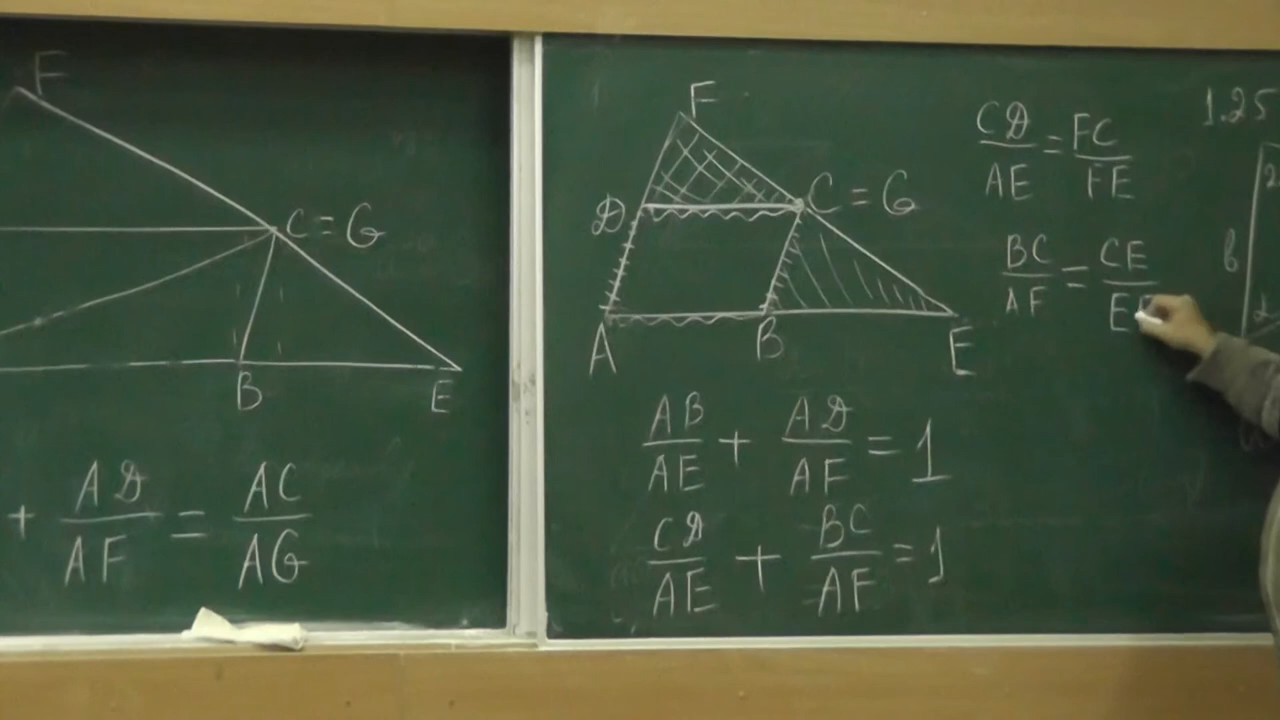 F
C = G
B
E
+ AD/AF = AC/AG
F
D
C = G
A
B
E
AB/AE + AD/AF = 1
CD/AE + BC/AF = 1
CD/AE = FC/FE
BC/AF = CE/E
1.25
b